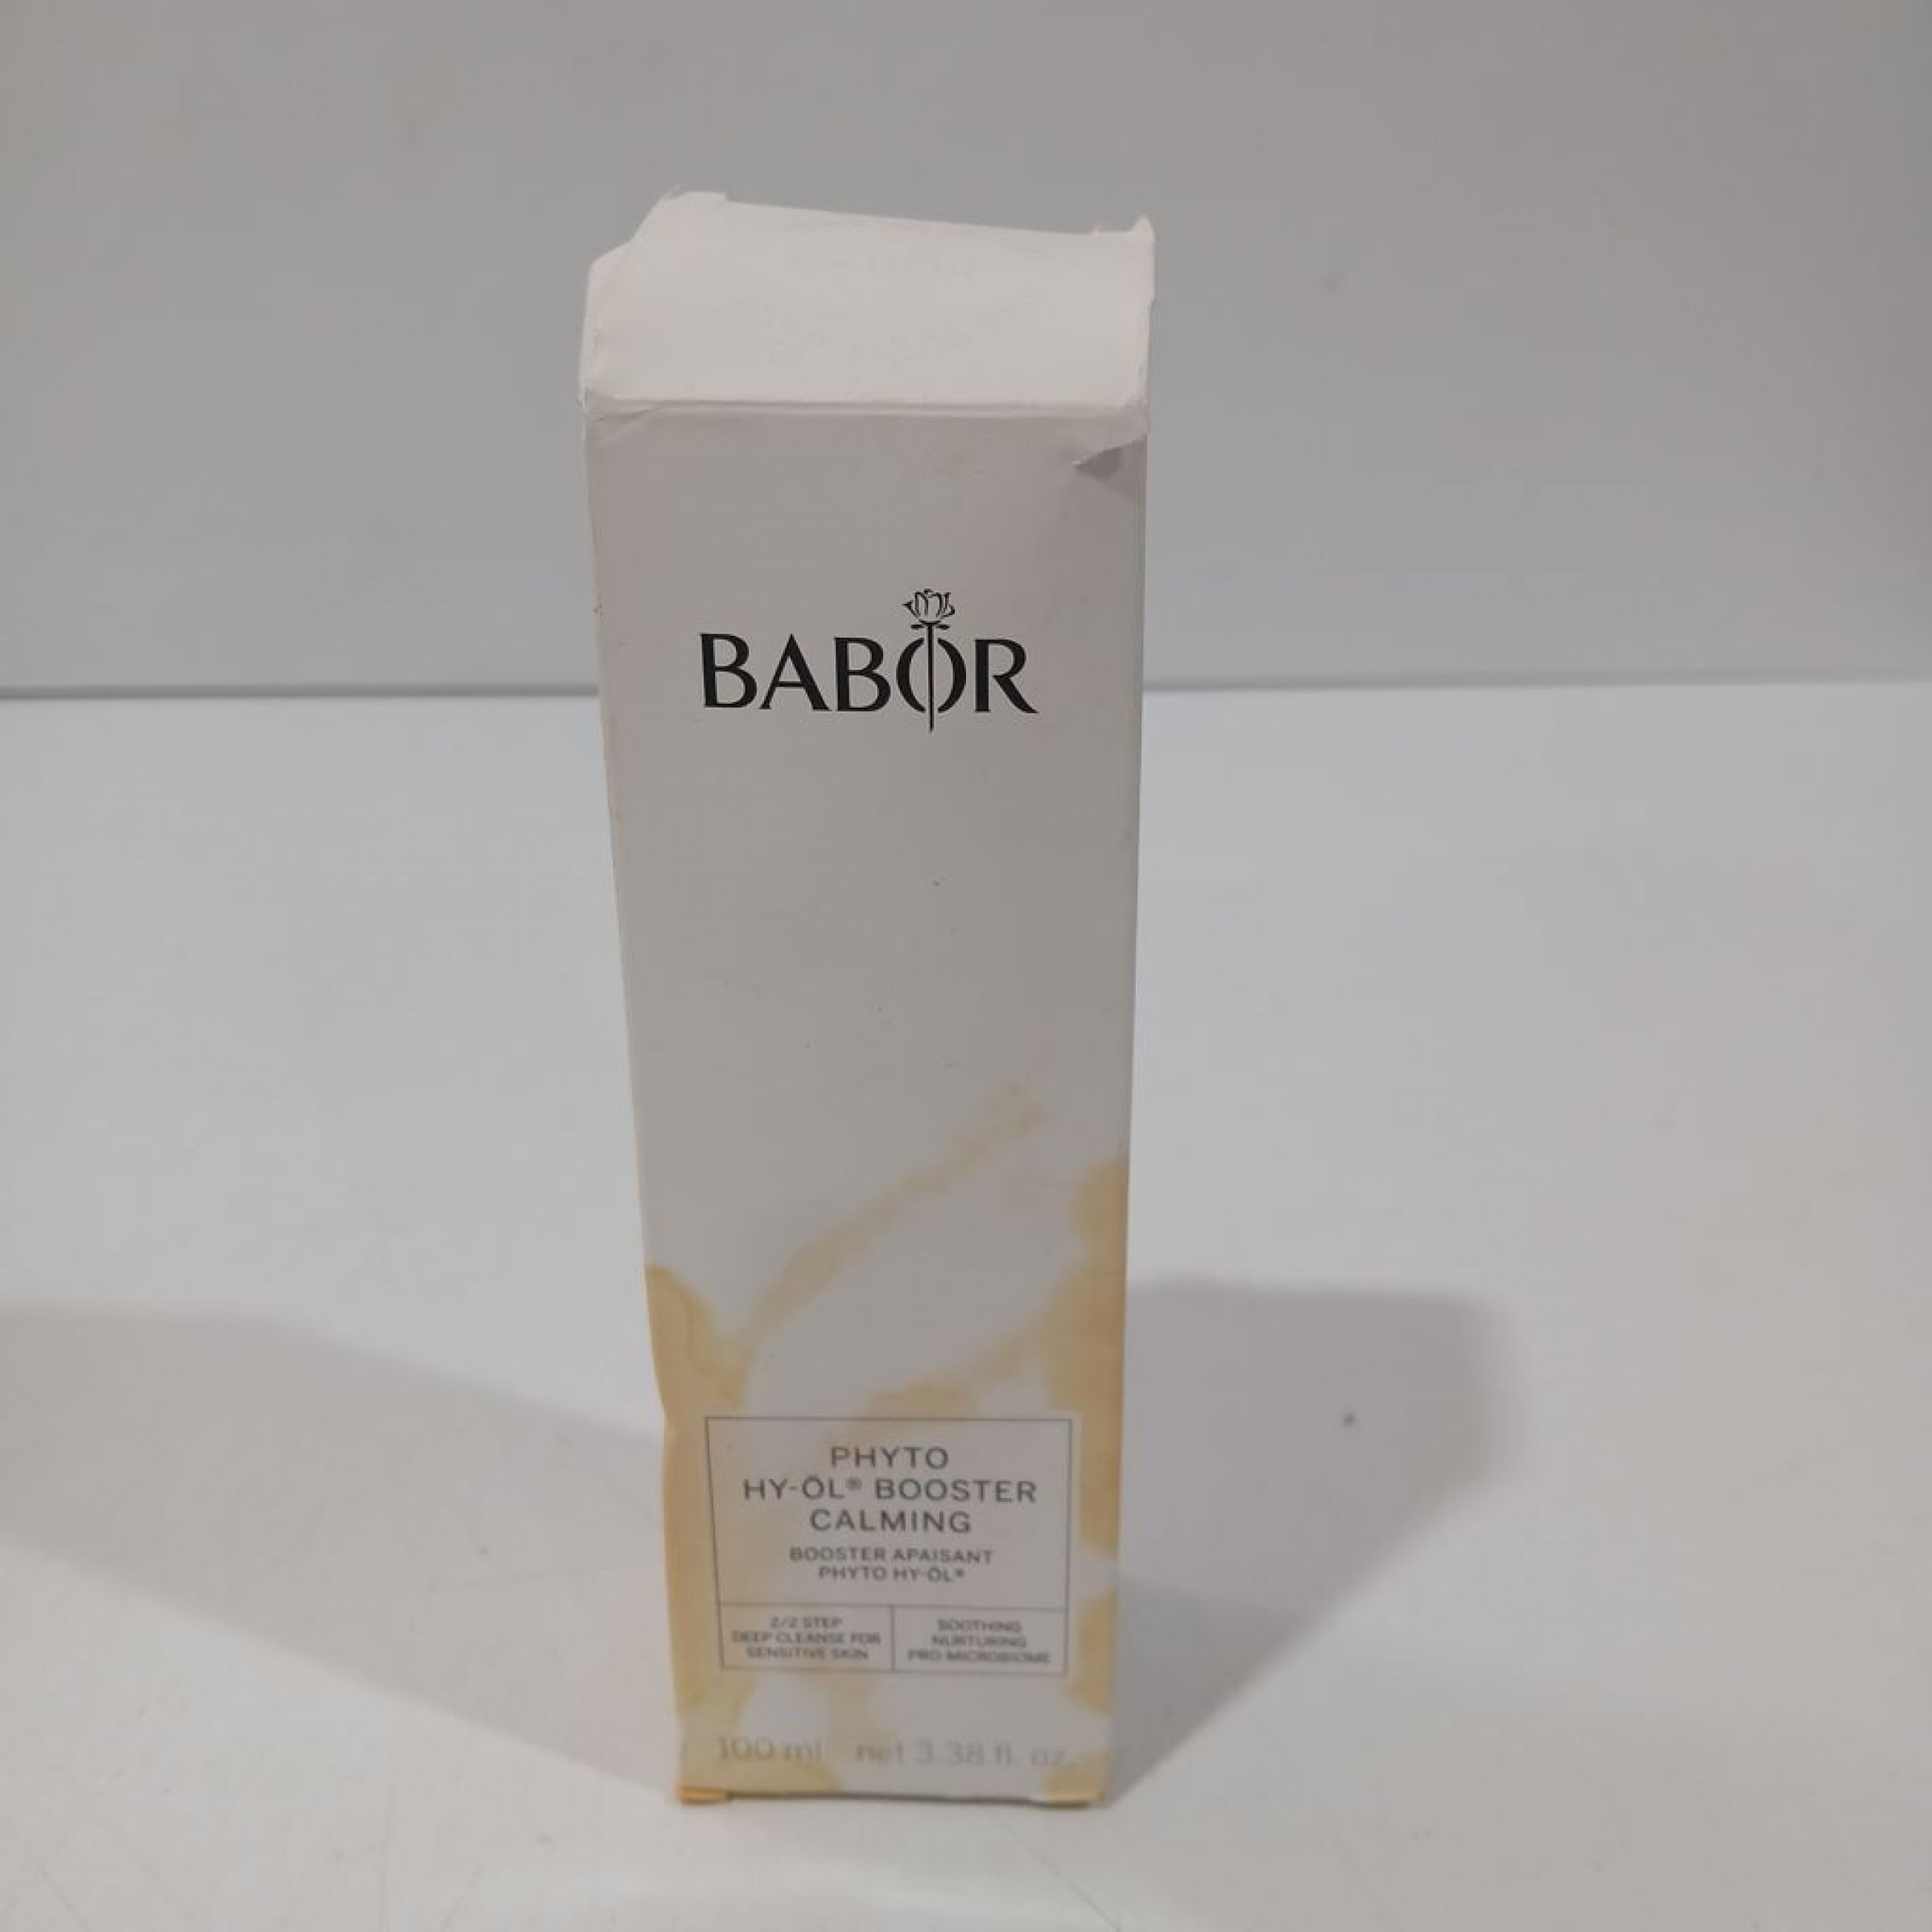 BABOR
PHYTO
HY-ÖL® BOOSTER
CALMING
BOOSTER APAISANT
PHYTO HY-ÖL®
2/2 STEP
DEEP CLEANSE FOR
SENSITIVE SKIN
SOOTHING
NURTURING
PRO-MICROBIOME
100 ml net 3.38 fl. oz.